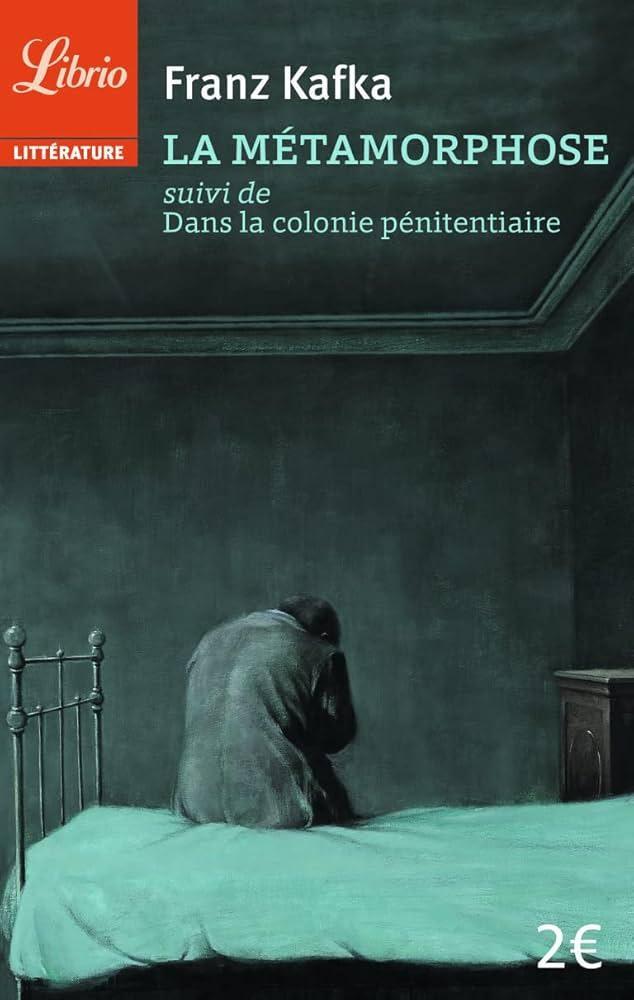 Librio
LITTÉRATURE
Franz Kafka
LA MÉTAMORPHOSE
suivi de
Dans la colonie pénitentiaire
2€